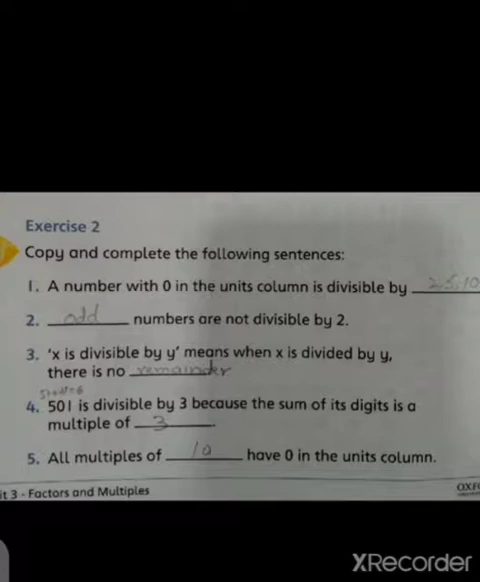 Exercise 2
Copy and complete the following sentences:
1. A number with 0 in the units column is divisible by 2,5,10
2. odd numbers are not divisible by 2.
3. 'x is divisible by y' means when x is divided by y,
there is no remainder
5+0+1=6
4. 501 is divisible by 3 because the sum of its digits is a
multiple of 3.
5. All multiples of 10 have 0 in the units column.
it 3 - Factors and Multiples
OXF
XRecorder